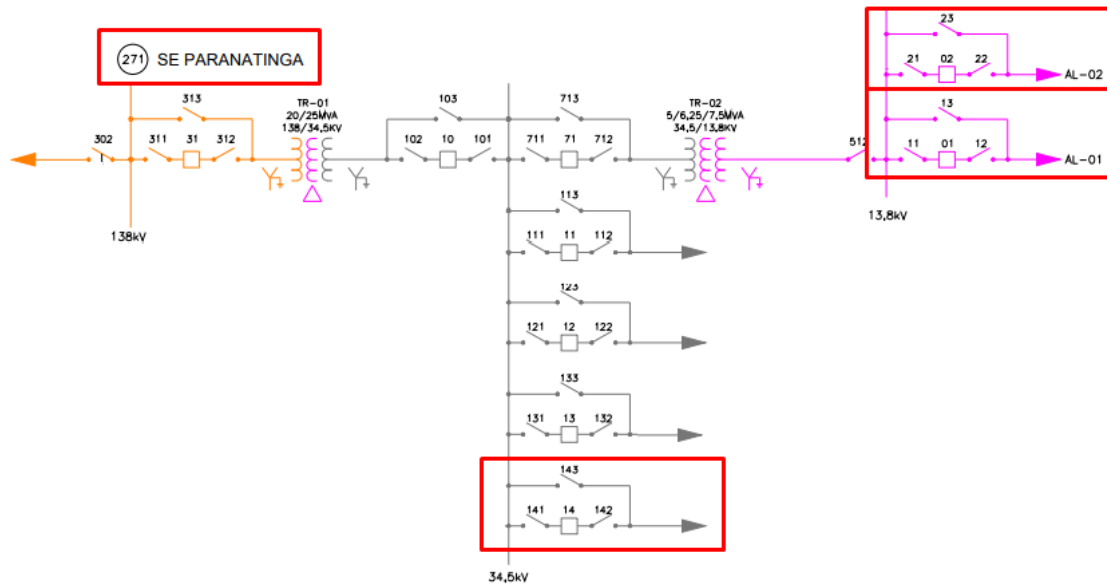 23
271 SE PARANATINGA
21 02 22
AL-02
313
TR-01
20/25MVA
138/34,5KV
103
713
TR-02
5/6,25/7,5MVA
34,5/13,8KV
13
302
311 31 312
102 10 101
711 71 712
512
11 01 12
AL-01
113
138kV
13,8kV
111 11 112
123
121 12 122
133
131 13 132
143
141 14 142
34,5kV